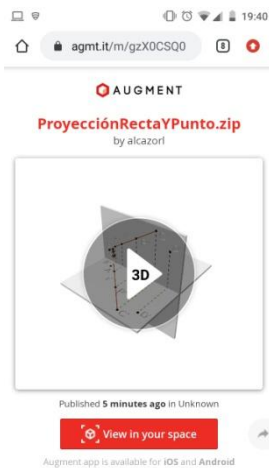 19:40
agmt.it/m/gzX0CSQ0
8
AUGMENT
ProyecciónRectaYPunto.zip
by alcazorl
3D
Published 5 minutes ago in Unknown
View in your space
Augment app is available for iOS and Android